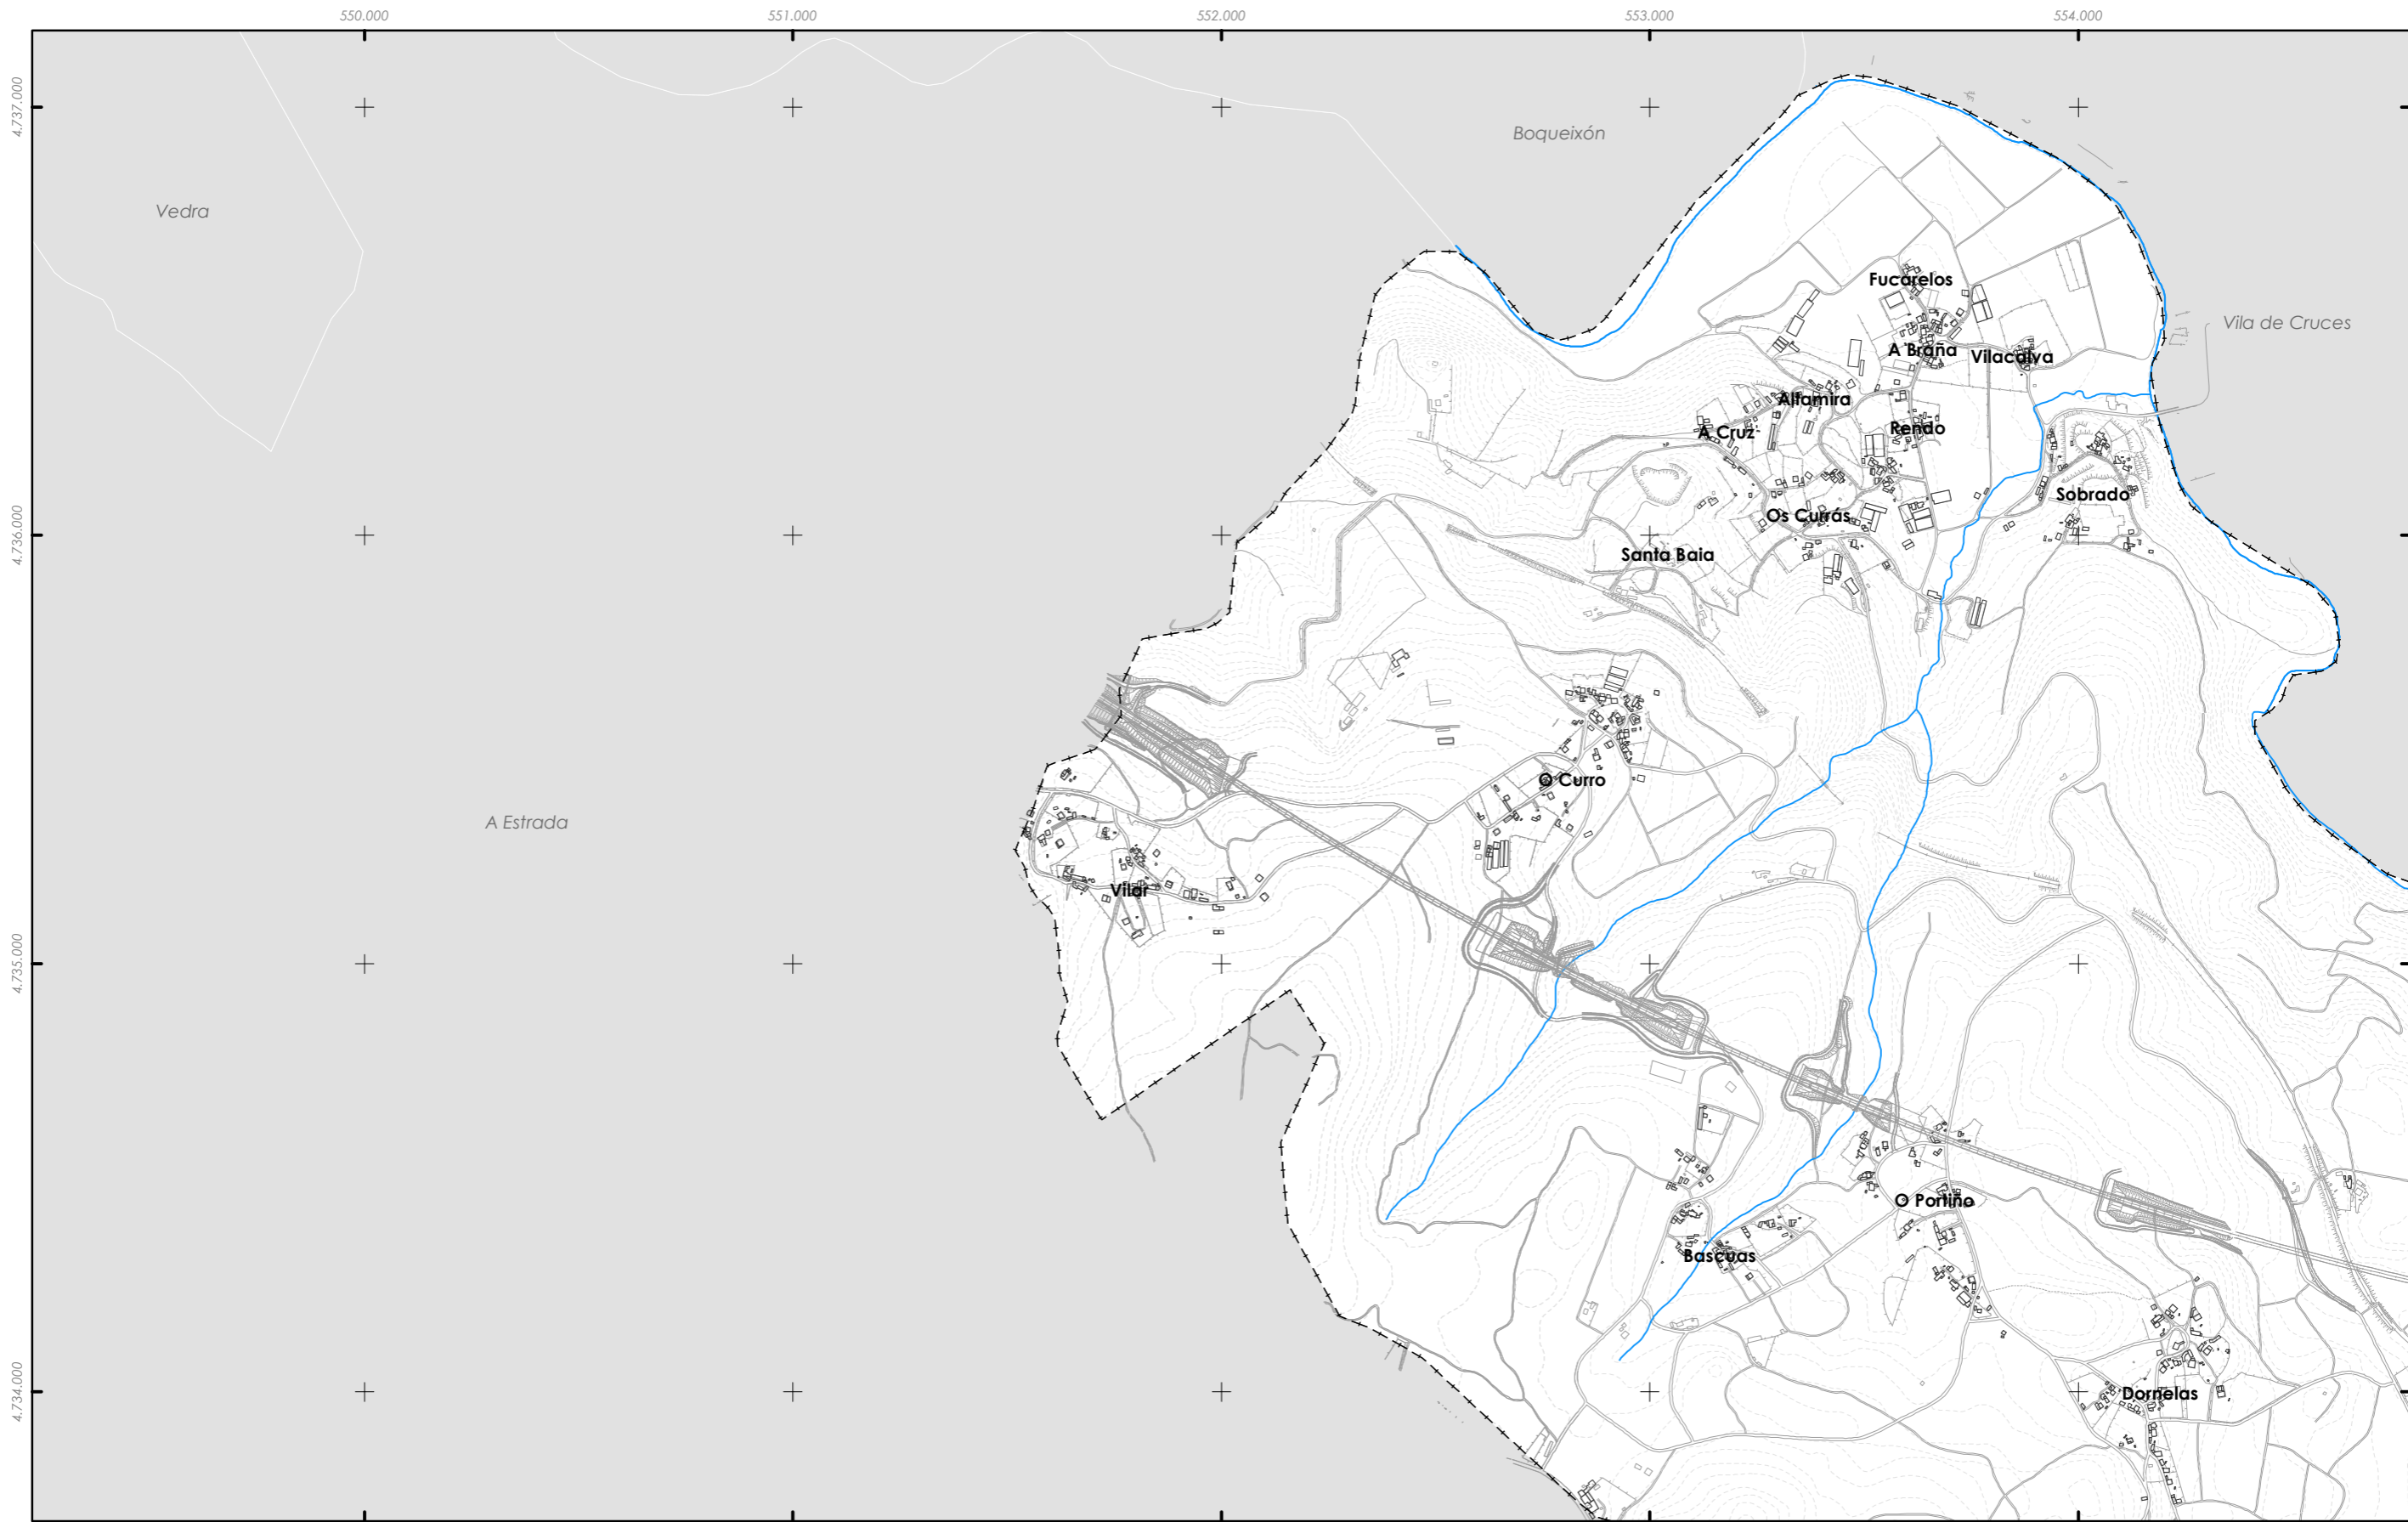 550.000
551.000
552.000
553.000
554.000
4.737.000
Boqueixón
Vedra
Fucarelos
Vila de Cruces
A Braña
Vilacalva
Altamira
Rendo
A Cruz
Sobrado
Os Currás
4.736.000
Santa Baia
O Curro
A Estrada
Vilar
4.735.000
O Portiño
Bascuas
4.734.000
Dornelas